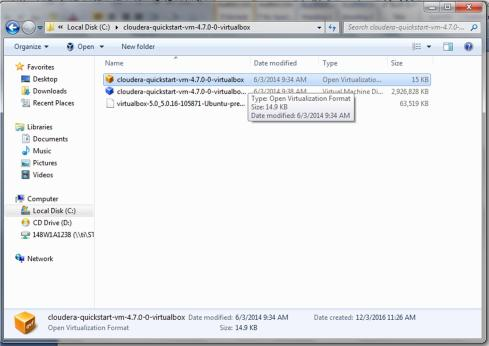 « Local Disk (C:) ▸ cloudera-quickstart-vm-4.7.0-0-virtualbox
Search cloudera-quickstart-vm-4.7.0-...
Organize Open New folder
Name Date modified Type Size
Favorites
Desktop
Downloads
Recent Places
Libraries
Documents
Music
Pictures
Videos
Computer
Local Disk (C:)
CD Drive (D:)
Network
cloudera-quickstart-vm-4.7.0-0-virtualbox 6/3/2014 9:34 AM Open Virtualizatio... 15 KB
cloudera-quickstart-vm-4.7.0-0-virtualbo... 6/3/2014 9:38 AM Virtual Machine Di... 2,926,828 KB
virtualbox-5.0_5.0.16-105871-Ubuntu-pre... 63,519 KB
Type: Open Virtualization Format
Size: 14.9 KB
Date modified: 6/3/2014 9:34 AM
cloudera-quickstart-vm-4.7.0-0-virtualbox Date modified: 6/3/2014 9:34 AM Date created: 12/3/2016 11:26 AM
Open Virtualization Format Size: 14.9 KB